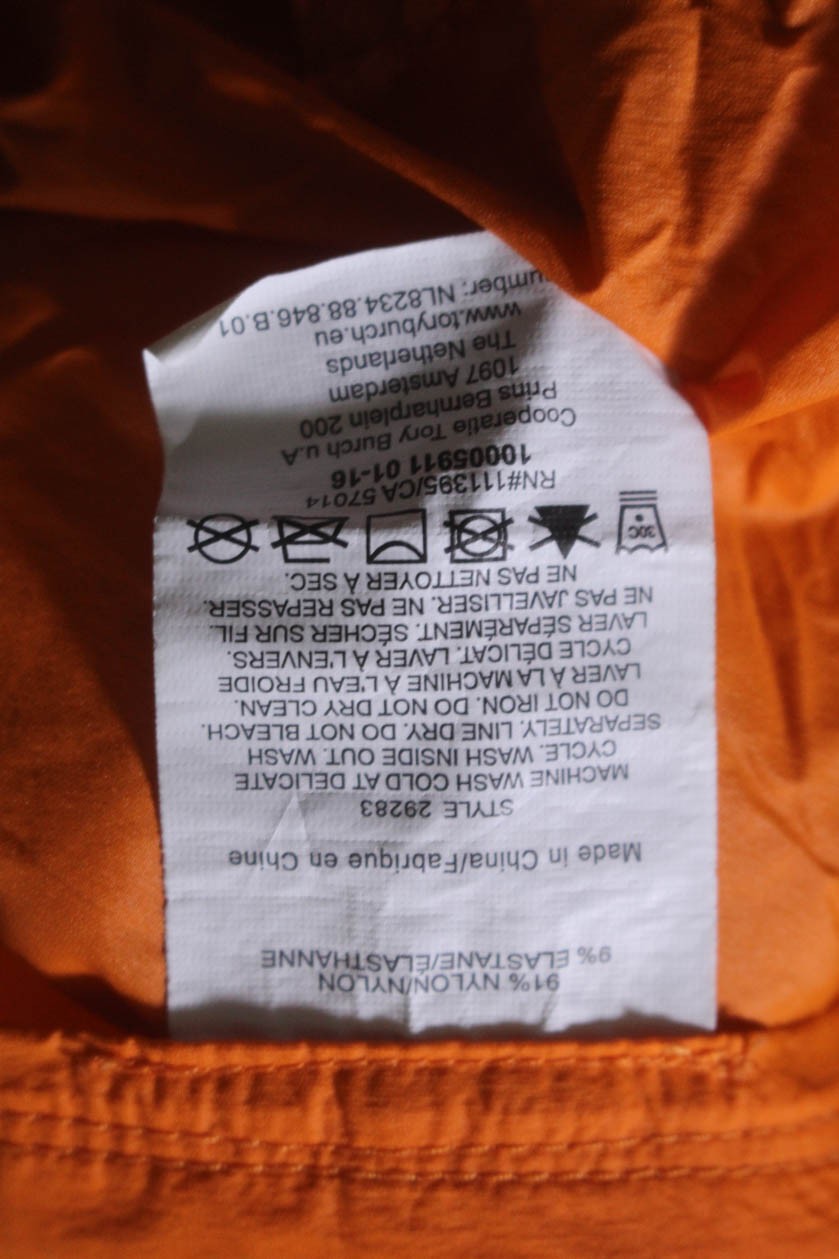 91% NYLON/NYLON
9% ELASTANE/ÉLASTHANNE
Made in China/Fabrique en Chine
STYLE 29283
MACHINE WASH COLD AT DELICATE
CYCLE. WASH INSIDE OUT. WASH
SEPARATELY. LINE DRY. DO NOT BLEACH.
DO NOT IRON. DO NOT DRY CLEAN.
LAVER À LA MACHINE À L'EAU FROIDE
CYCLE DÉLICAT. LAVER À L'ENVERS.
LAVER SÉPARÉMENT. SÉCHER SUR FIL.
NE PAS JAVELLISER. NE PAS REPASSER.
NE PAS NETTOYER À SEC.
30C
RN#111395/CA 57014
10005911 01-16
Cooperatie Tory Burch u.A
Prins Bernharplein 200
1097 Amsterdam
The Netherlands
www.toryburch.eu
umber: NL8234.88.846.B.01